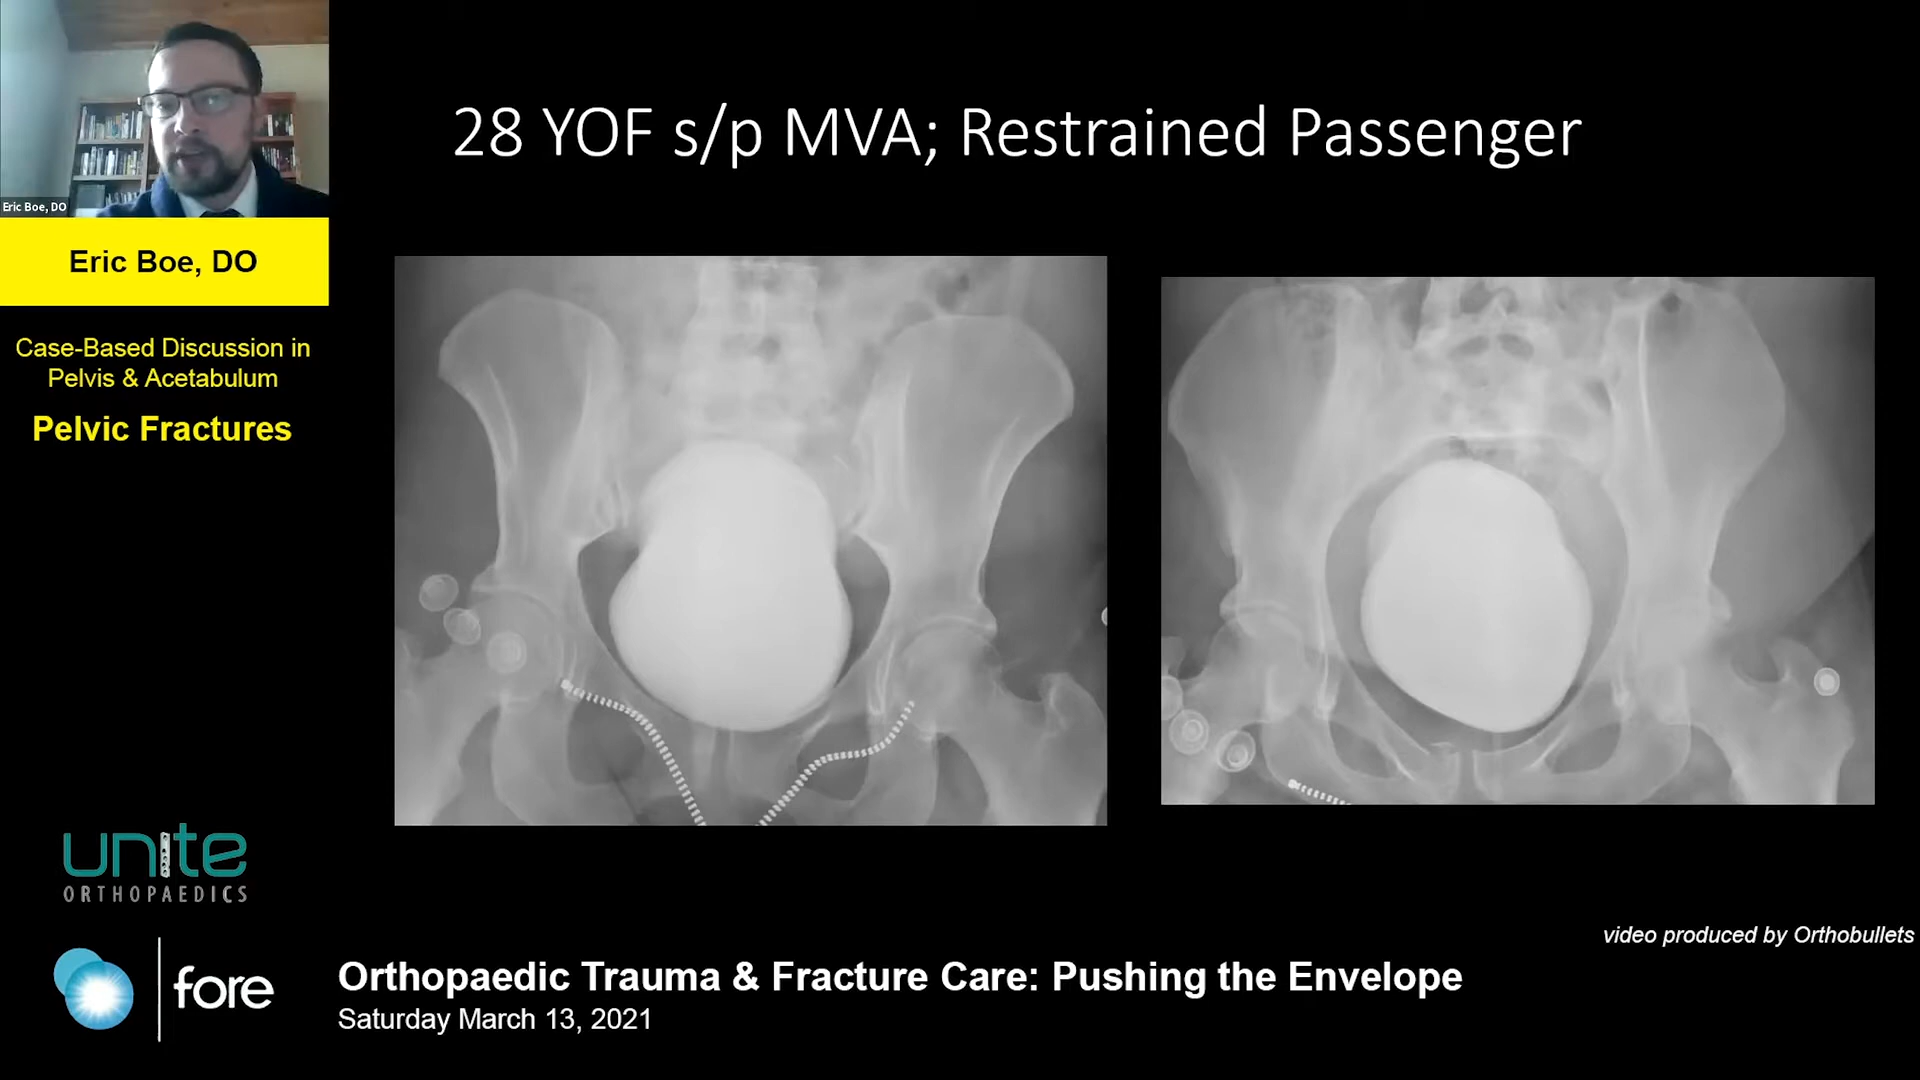 Eric Boe, DO
Eric Boe, DO
Case-Based Discussion in
Pelvis & Acetabulum
Pelvic Fractures
28 YOF s/p MVA; Restrained Passenger
unite
ORTHOPAEDICS
fore
video produced by Orthobullets
Orthopaedic Trauma & Fracture Care: Pushing the Envelope
Saturday March 13, 2021